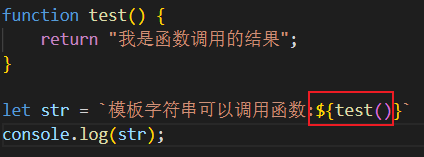 function test() {
    return "我是函数调用的结果";
}
let str = `模板字符串可以调用函数:${test()}`
console.log(str);